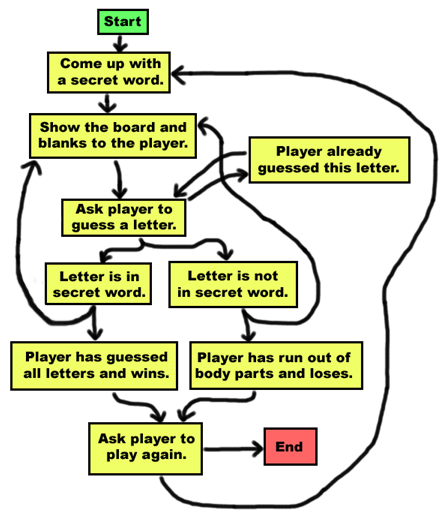 Start
Come up with
a secret word.
Show the board and
blanks to the player.
Player already
guessed this letter.
Ask player to
guess a letter.
Letter is in
secret word.
Letter is not
in secret word.
Player has guessed
all letters and wins.
Player has run out of
body parts and loses.
Ask player to
play again.
End